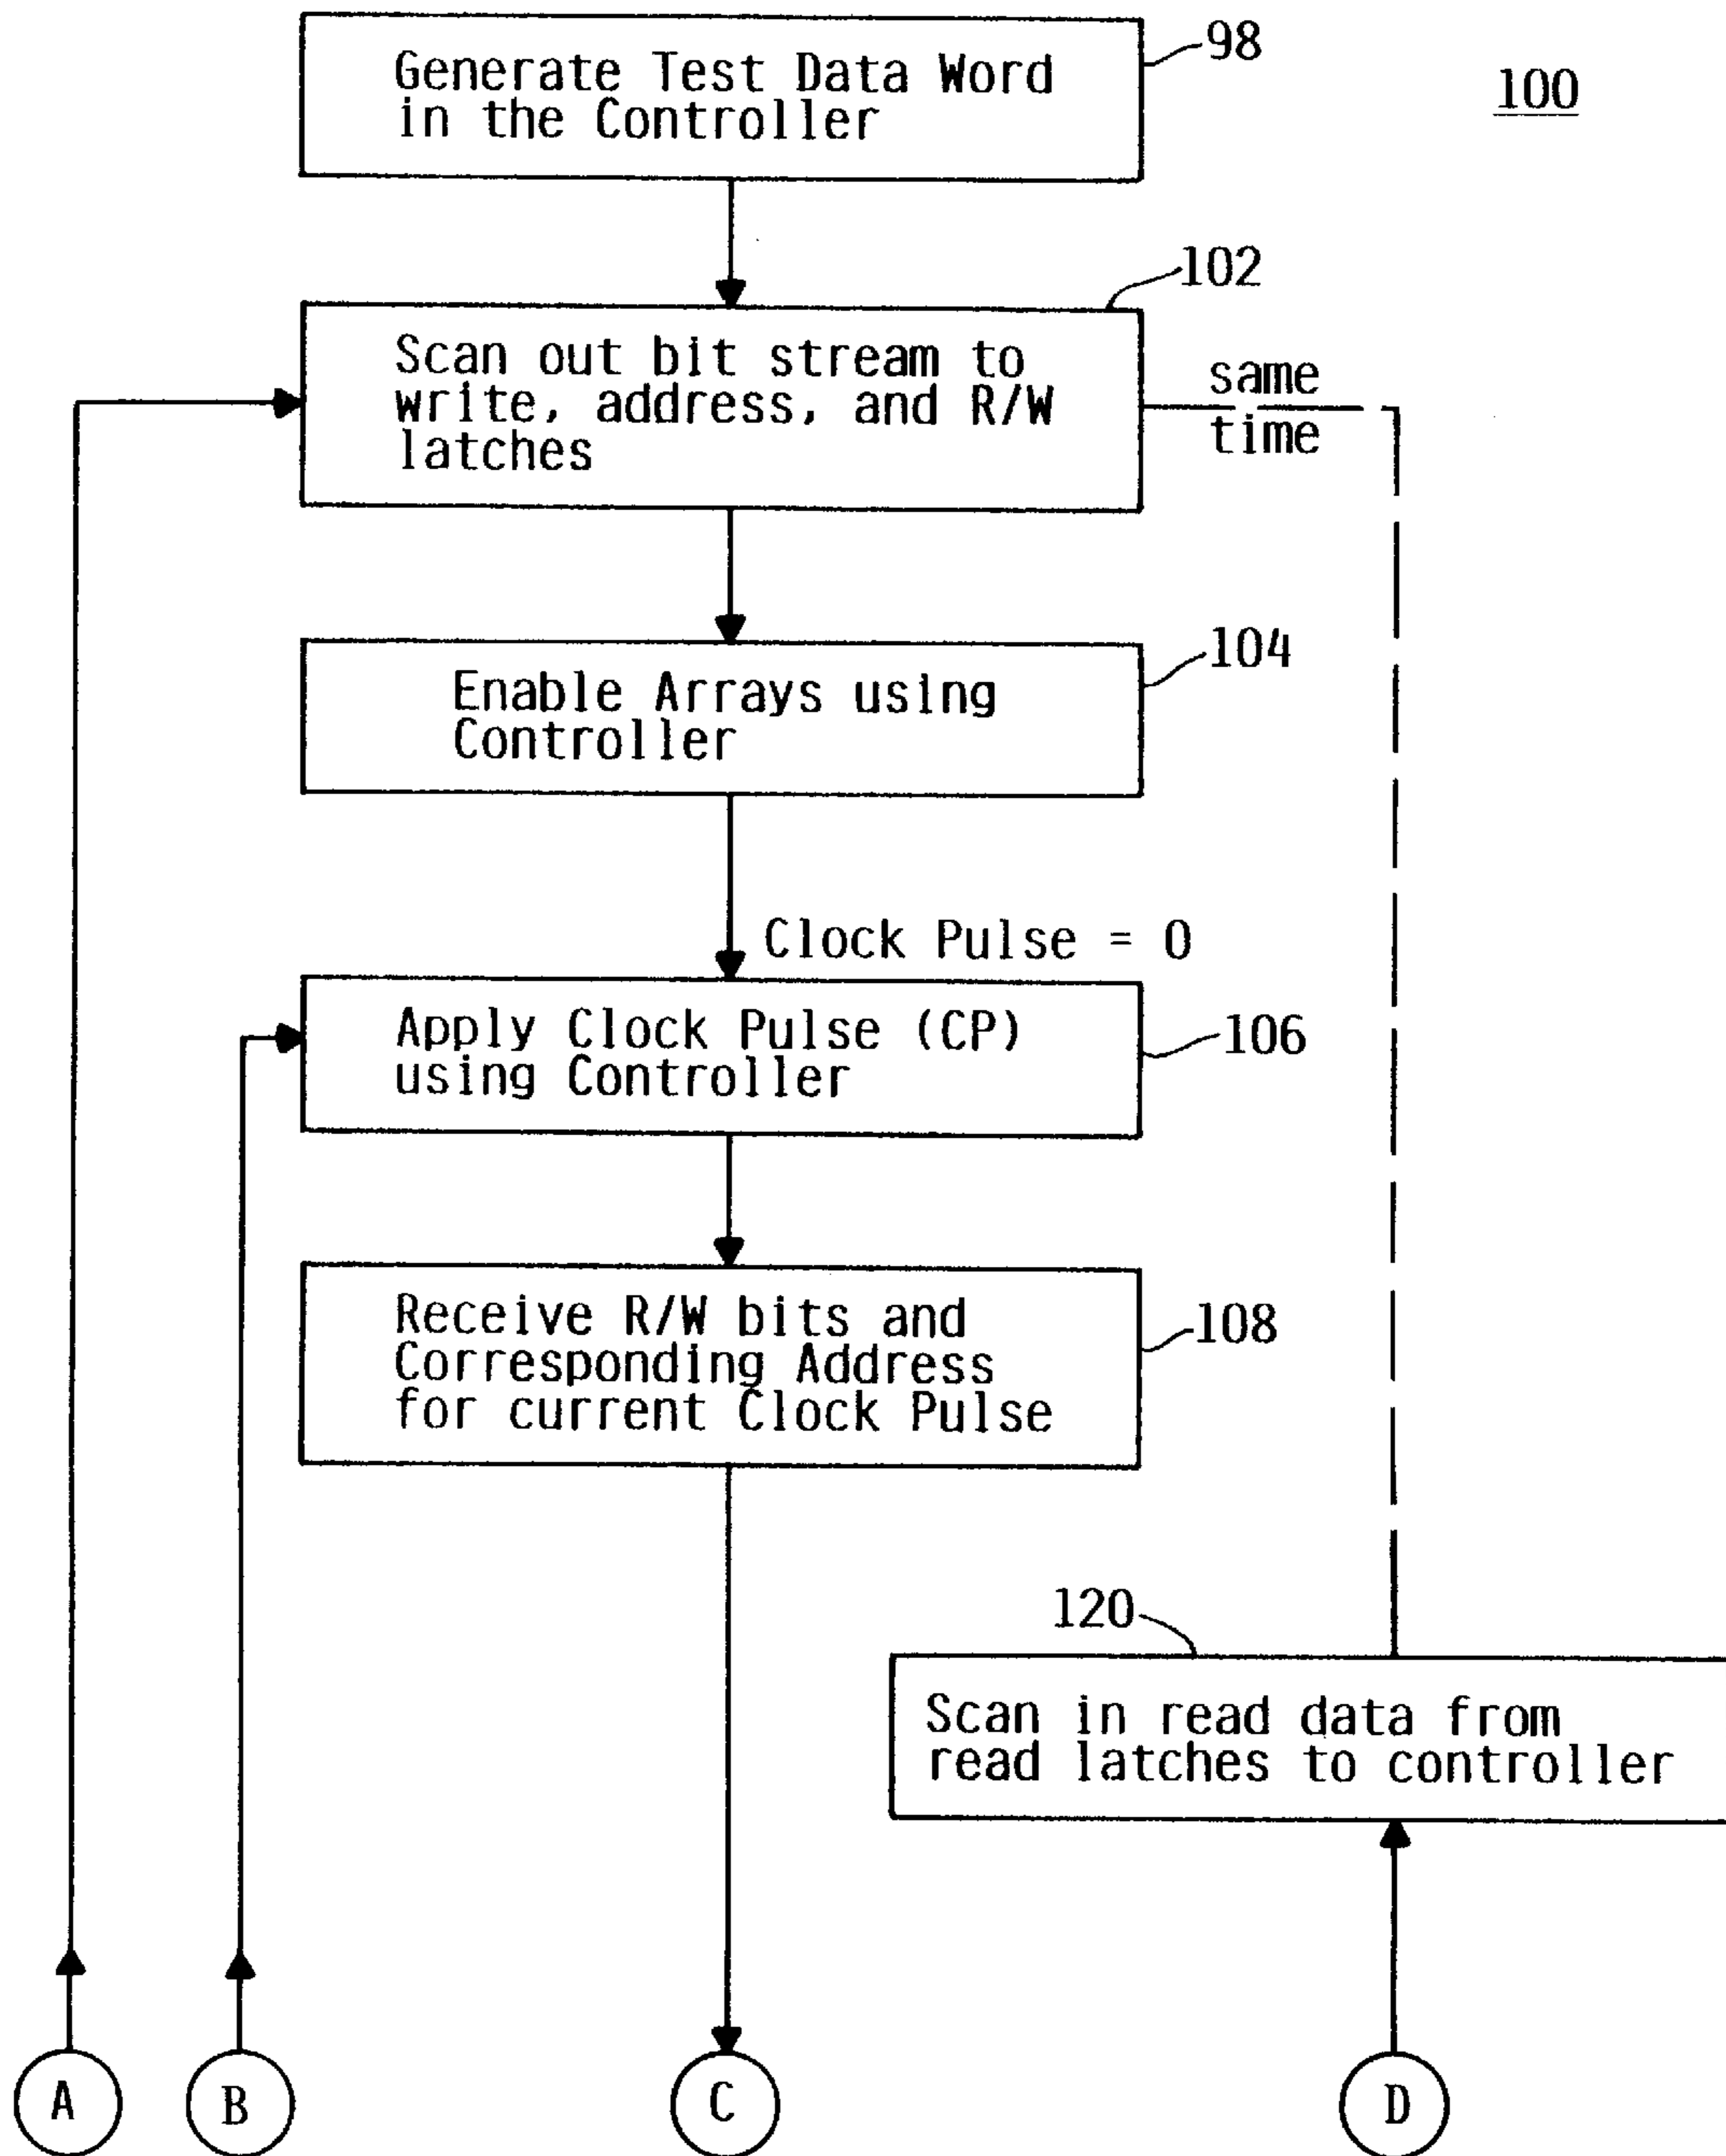 98
100
Generate Test Data Word
in the Controller
102
Scan out bit stream to
write, address, and R/W
latches
same
time
104
Enable Arrays using
Controller
Clock Pulse = 0
Apply Clock Pulse (CP)
using Controller
106
Receive R/W bits and
Corresponding Address
for current Clock Pulse
108
120
Scan in read data from
read latches to controller
A
B
C
D